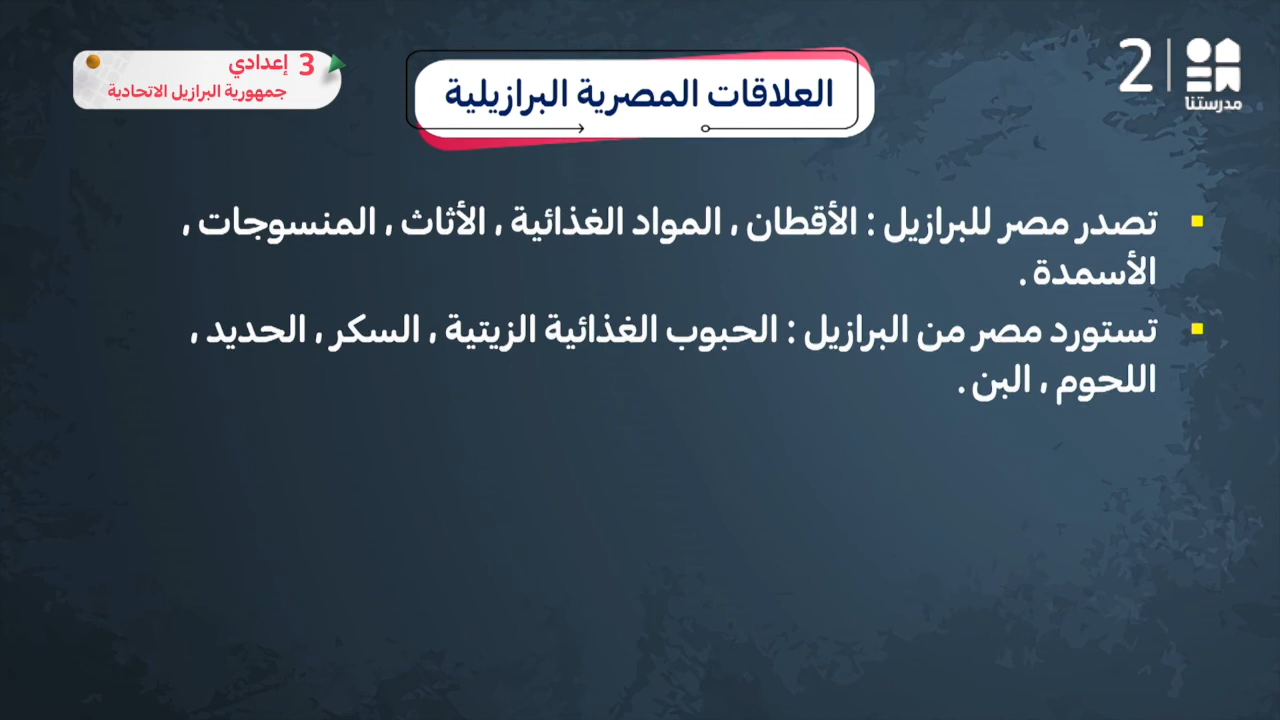 مدرستنا 2
العلاقات المصرية البرازيلية
3 إعدادي
جمهورية البرازيل الاتحادية
▪ تصدر مصر للبرازيل : الأقطان ، المواد الغذائية ، الأثاث ، المنسوجات ،
الأسمدة .
▪ تستورد مصر من البرازيل : الحبوب الغذائية الزيتية ، السكر ، الحديد ،
اللحوم ، البن .